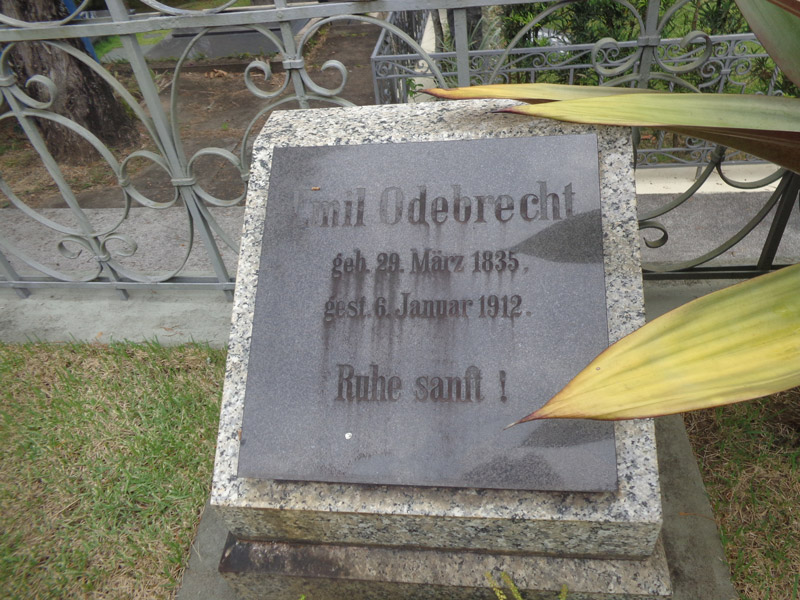 Emil Odebrecht
geb. 29. März 1835,
gest. 6. Januar 1912.
Ruhe sanft !